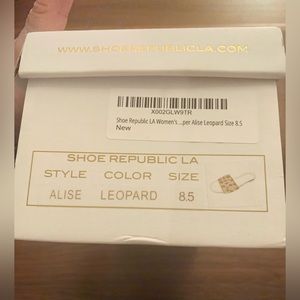 WWW.SHOEREPUBLICLA.COM
X002GLW9TR
Shoe Republic LA Women's ...per Alise Leopard Size 8.5
New
SHOE REPUBLIC LA
STYLE COLOR SIZE
ALISE LEOPARD 8.5